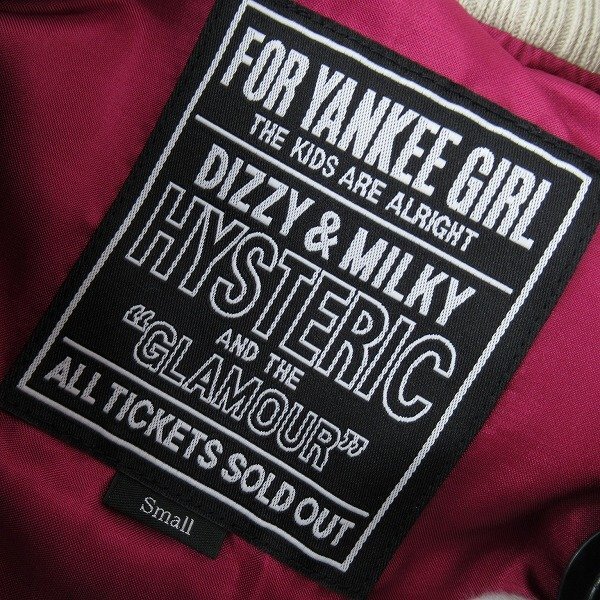 FOR YANKEE GIRL
THE KIDS ARE ALRIGHT
DIZZY & MILKY
HYSTERIC
AND THE
“GLAMOUR”
ALL TICKETS SOLD OUT
Small